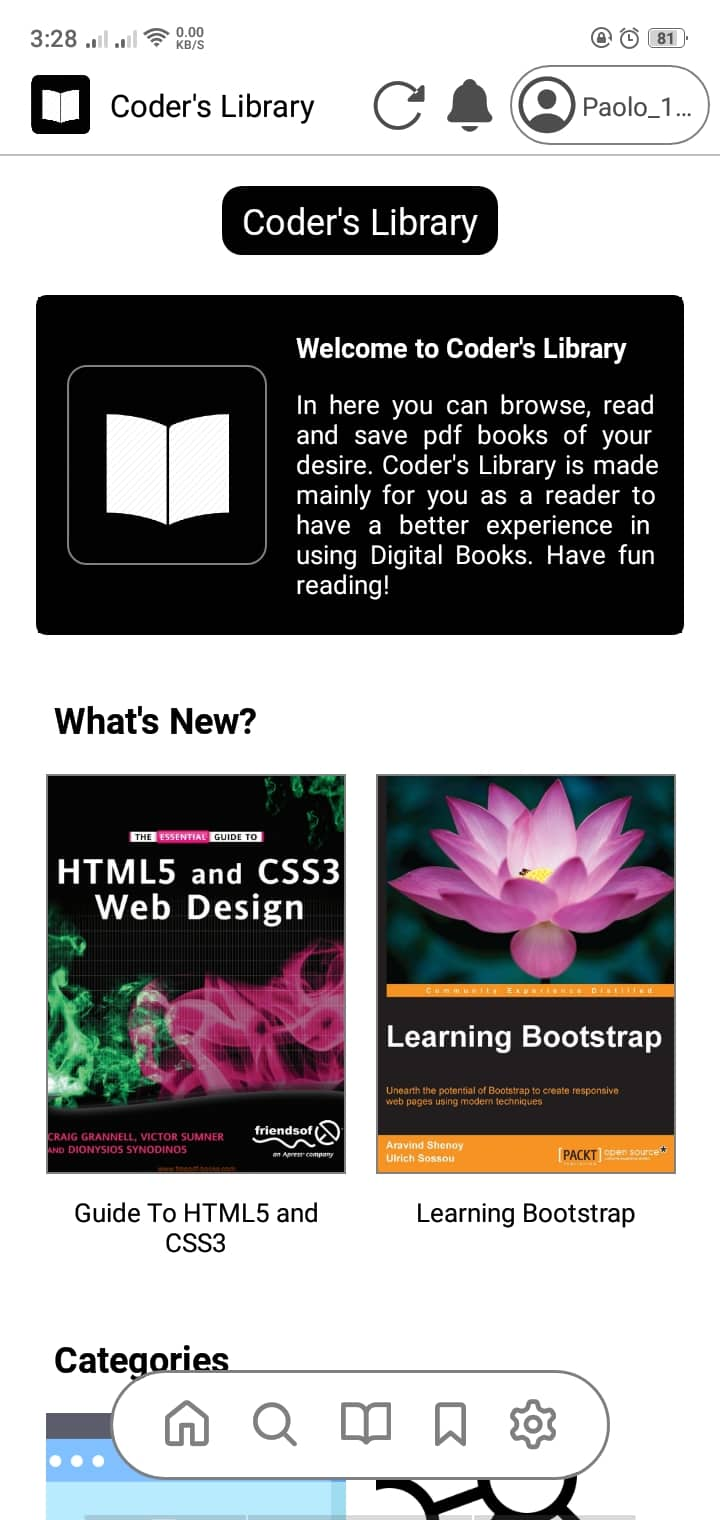 3:28
0.00
KB/S
81
Coder's Library
Paolo_1...
Coder's Library
Welcome to Coder's Library
In here you can browse, read
and save pdf books of your
desire. Coder's Library is made
mainly for you as a reader to
have a better experience in
using Digital Books. Have fun
reading!
What's New?
THE ESSENTIAL GUIDE TO
HTML5 and CSS3
Web Design
CRAIG GRANNELL, VICTOR SUMNER
AND DIONYSIOS SYNODINOS
friendsof
an Apress company
Community Experience Distilled
Learning Bootstrap
Unearth the potential of Bootstrap to create responsive
web pages using modern techniques
Aravind Shenoy
Ulrich Sossou
[PACKT] open source*
PUBLISHING
Guide To HTML5 and
CSS3
Learning Bootstrap
Categories